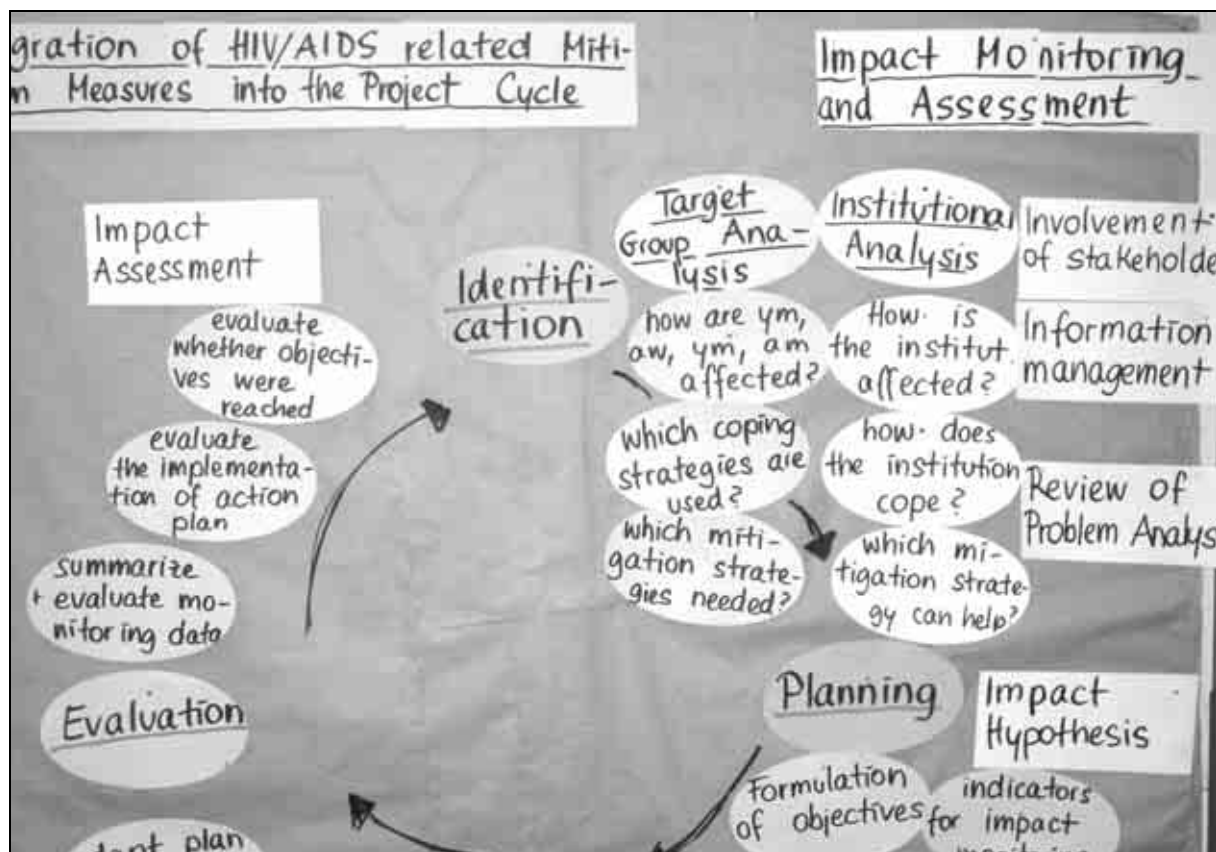 gration of HIV/AIDS related Miti-
n Measures into the Project Cycle
Impact Monitoring
and Assessment
Impact
Assessment
evaluate
whether objecti-
ves were
reached
evaluate
the implementa-
tion of action
plan
summarize
+ evaluate mo-
nitoring data
Evaluation
plan
Identifi-
cation
Target
Group Ana-
lysis
how are ym,
aw, ym, am
affected?
which coping
strategies are
used?
which miti-
gation strate-
gies needed?
Institutional
Analysis
How is
the institut.
affected?
how does
the institution
cope?
which mi-
tigation strate-
gy can help?
Involvement
of stakeholde
Information
management
Review of
Problem Analys
Planning
Impact
Hypothesis
Formulation
of objectives
indicators
for impact